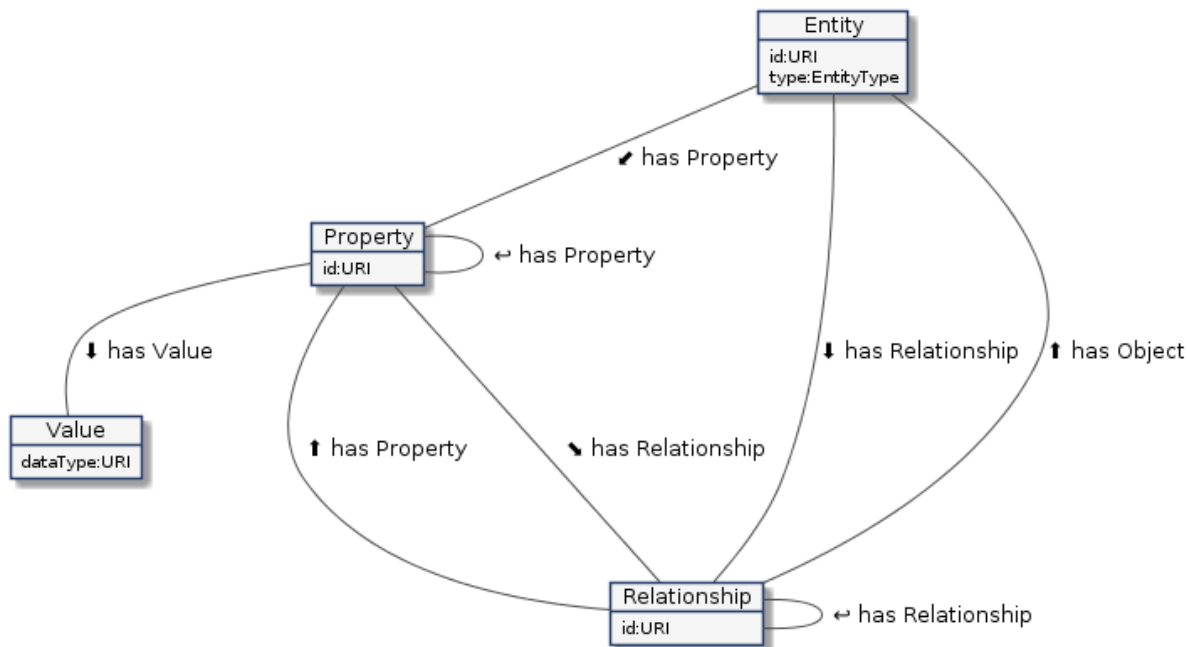 Entity
id:URI
type:EntityType
⬋ has Property
Property
id:URI
↩ has Property
⬇ has Value
⬇ has Relationship
⬆ has Object
Value
dataType:URI
⬆ has Property
⬊ has Relationship
Relationship
id:URI
↩ has Relationship